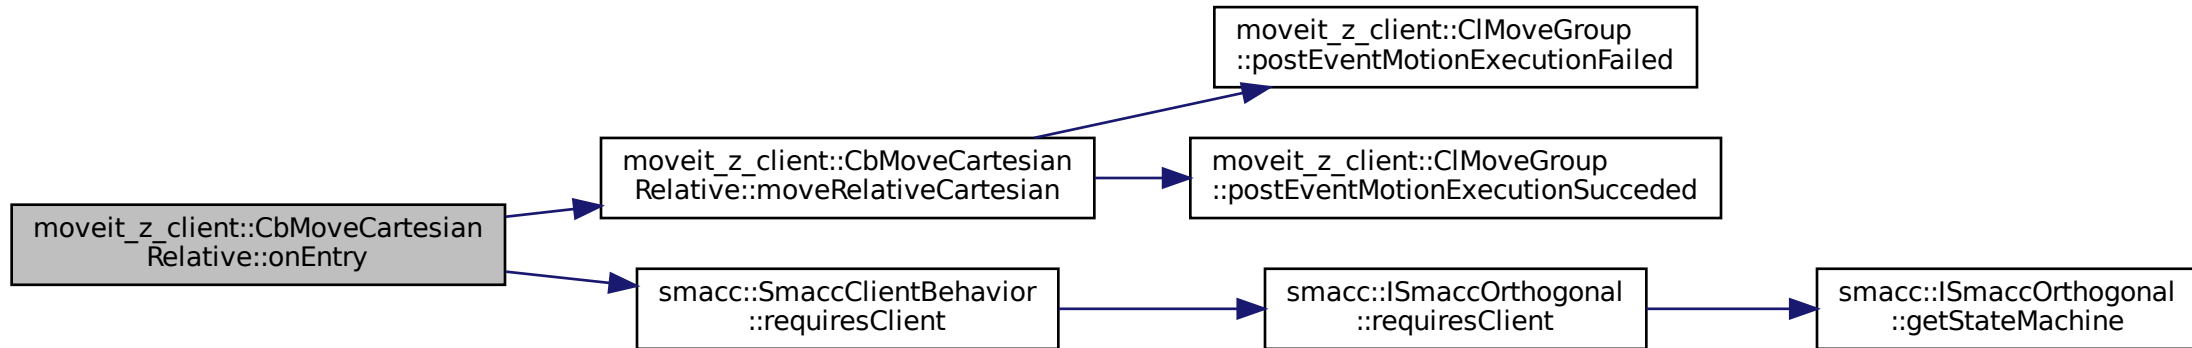 moveit_z_client::ClMoveGroup
::postEventMotionExecutionFailed
moveit_z_client::CbMoveCartesian
Relative::moveRelativeCartesian
moveit_z_client::ClMoveGroup
::postEventMotionExecutionSucceded
moveit_z_client::CbMoveCartesian
Relative::onEntry
smacc::SmaccClientBehavior
::requiresClient
smacc::ISmaccOrthogonal
::requiresClient
smacc::ISmaccOrthogonal
::getStateMachine